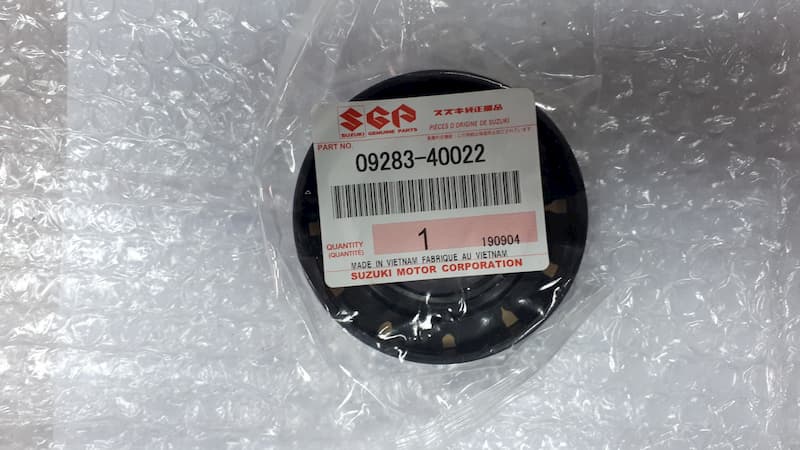 SGP スズキ純正部品
SUZUKI GENUINE PARTS PIÈCES D'ORIGINE DE SUZUKI
PART NO.
09283-40022
QUANTITY
(QUANTITÉ)
1 190904
MADE IN VIETNAM FABRIQUE AU VIETNAM
SUZUKI MOTOR CORPORATION